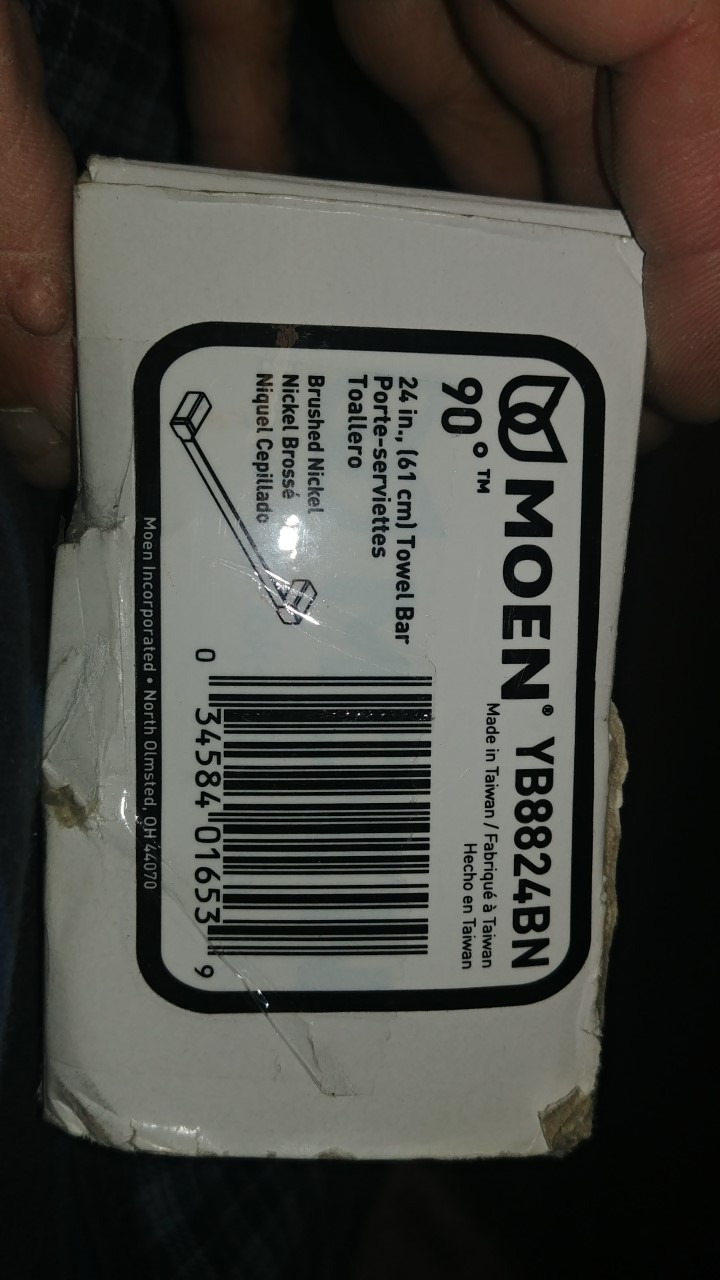 MOEN® YB8824BN
90°™
Made in Taiwan / Fabriqué à Taiwan
Hecho en Taiwan
24 in., (61 cm) Towel Bar
Porte-serviettes
Toallero
Brushed Nickel
Nickel Brossé
Niquel Cepillado
0 34584 01653 9
Moen Incorporated • North Olmsted, OH 44070